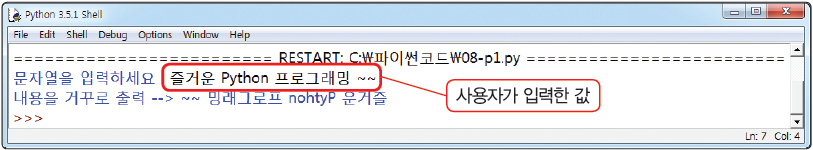 Python 3.5.1 Shell
File Edit Shell Debug Options Window Help
========================= RESTART: C:₩파이썬코드₩08-p1.py =========================
문자열을 입력하세요 즐거운 Python 프로그래밍 ~~
내용을 거꾸로 출력 --> ~~ 밍래그로프 nohtyP 운거즐
사용자가 입력한 값
>>>
Ln: 7 Col: 4